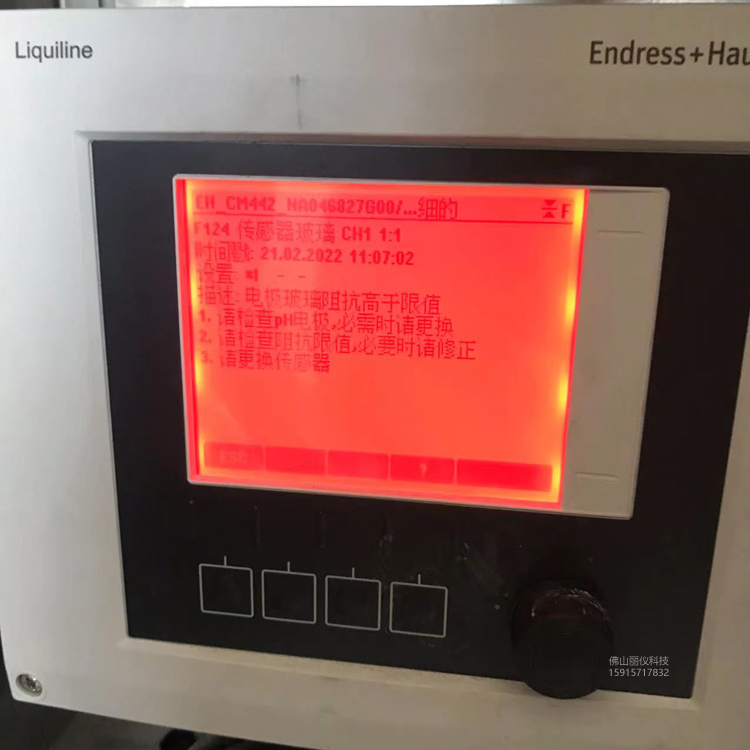 Liquiline
Endress+Hau
EH_CM442_NA046827G00/...细的 F
F124 传感器玻璃 CH1 1:1
时间戳: 21.02.2022 11:07:02
设置: - -
描述: 电极玻璃阻抗高于限值
1. 请检查pH电极,必需时请更换
2. 请检查阻抗限值,必要时请修正
3. 请更换传感器
ESC ?
佛山丽仪科技
15915717832